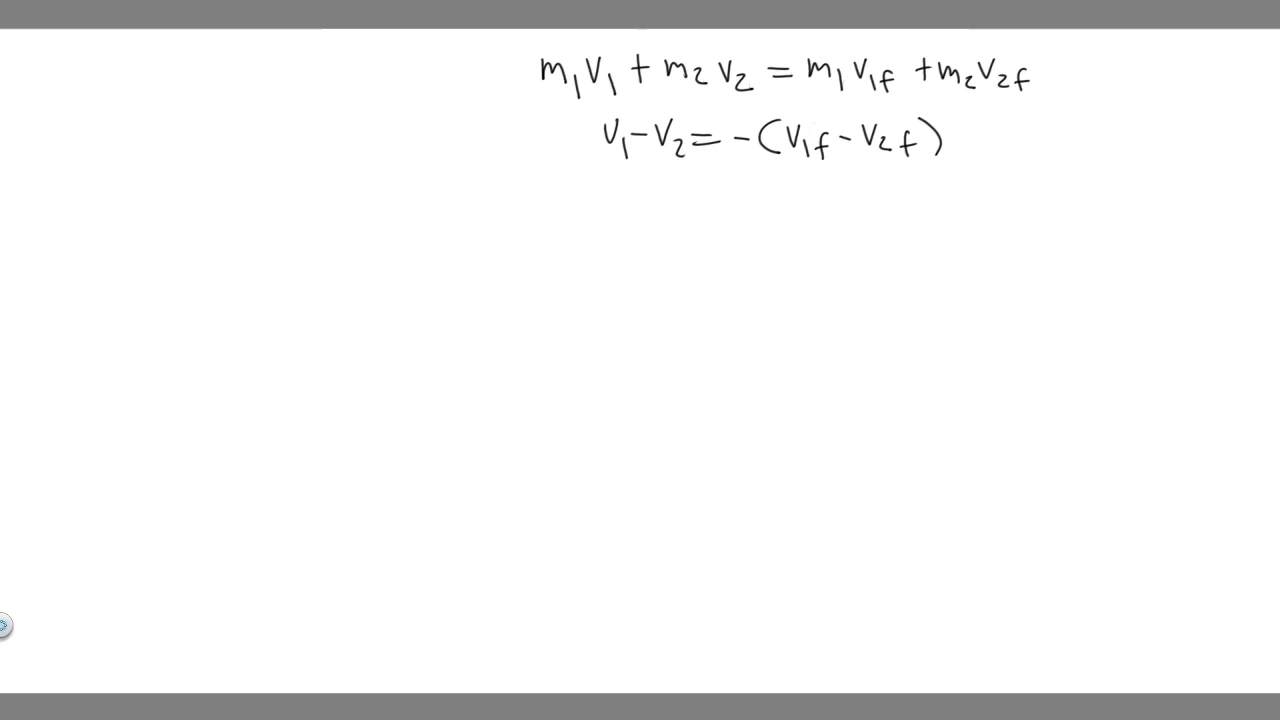 m₁v₁ + m₂v₂ = m₁v₁f + m₂v₂f
v₁ - v₂ = -(v₁f - v₂f)